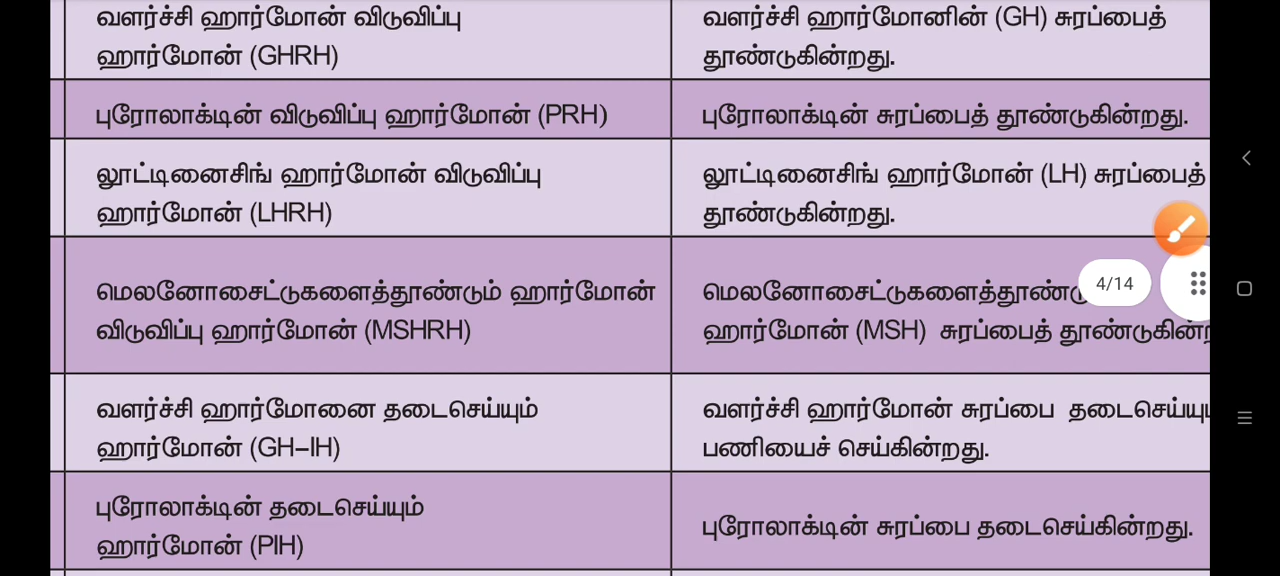 வளர்ச்சி ஹார்மோன் விடுவிப்பு
ஹார்மோன் (GHRH)
வளர்ச்சி ஹார்மோனின் (GH) சுரப்பைத்
தூண்டுகின்றது.
புரோலாக்டின் விடுவிப்பு ஹார்மோன் (PRH)
புரோலாக்டின் சுரப்பைத் தூண்டுகின்றது.
லூட்டினைசிங் ஹார்மோன் விடுவிப்பு
ஹார்மோன் (LHRH)
லூட்டினைசிங் ஹார்மோன் (LH) சுரப்பைத்
தூண்டுகின்றது.
மெலனோசைட்டுகளைத்தூண்டும் ஹார்மோன்
விடுவிப்பு ஹார்மோன் (MSHRH)
மெலனோசைட்டுகளைத்தூண்டு
ஹார்மோன் (MSH) சுரப்பைத் தூண்டுகின்ற
4/14
வளர்ச்சி ஹார்மோனை தடைசெய்யும்
ஹார்மோன் (GH–IH)
வளர்ச்சி ஹார்மோன் சுரப்பை தடைசெய்யு
பணியைச் செய்கின்றது.
புரோலாக்டின் தடைசெய்யும்
ஹார்மோன் (PIH)
புரோலாக்டின் சுரப்பை தடைசெய்கின்றது.